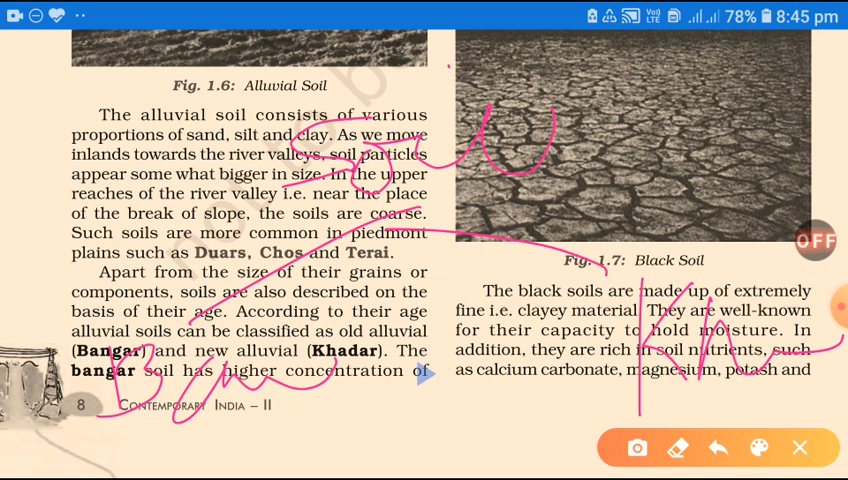 78% 8:45 pm
Fig. 1.6: Alluvial Soil
The alluvial soil consists of various
proportions of sand, silt and clay. As we move
inlands towards the river valleys, soil particles
appear some what bigger in size. In the upper
reaches of the river valley i.e. near the place
of the break of slope, the soils are coarse.
Such soils are more common in piedmont
plains such as Duars, Chos and Terai.
Apart from the size of their grains or
components, soils are also described on the
basis of their age. According to their age
alluvial soils can be classified as old alluvial
(Bangar) and new alluvial (Khadar). The
bangar soil has higher concentration of
8 CONTEMPORARY INDIA – II
Fig. 1.7: Black Soil
The black soils are made up of extremely
fine i.e. clayey material. They are well-known
for their capacity to hold moisture. In
addition, they are rich in soil nutrients, such
as calcium carbonate, magnesium, potash and
OFF
Soil